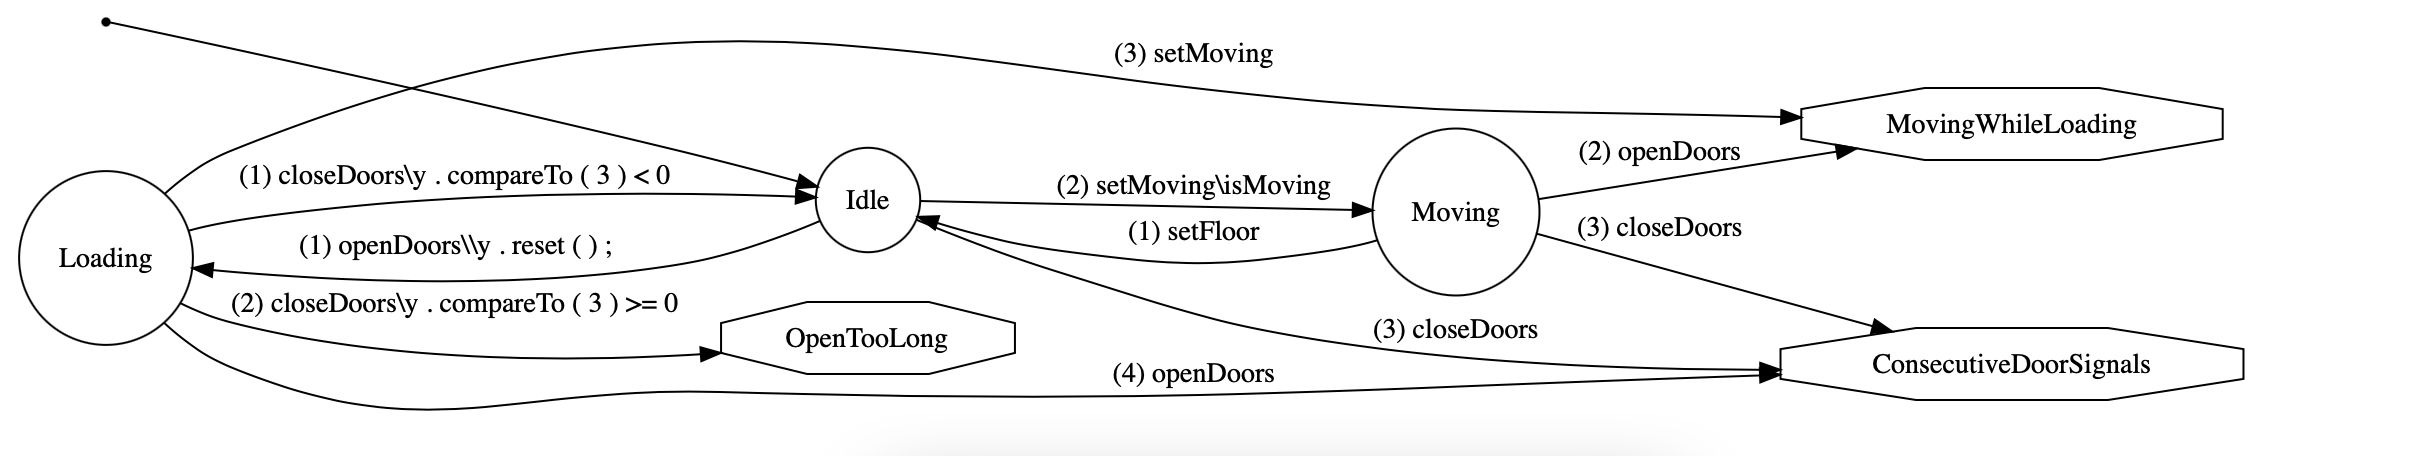 (3) setMoving
MovingWhileLoading
(2) openDoors
(1) closeDoors\y . compareTo ( 3 ) < 0
(2) setMoving\isMoving
Idle
Moving
(3) closeDoors
(1) setFloor
(1) openDoors\\y . reset ( ) ;
Loading
(2) closeDoors\y . compareTo ( 3 ) >= 0
(3) closeDoors
OpenTooLong
ConsecutiveDoorSignals
(4) openDoors